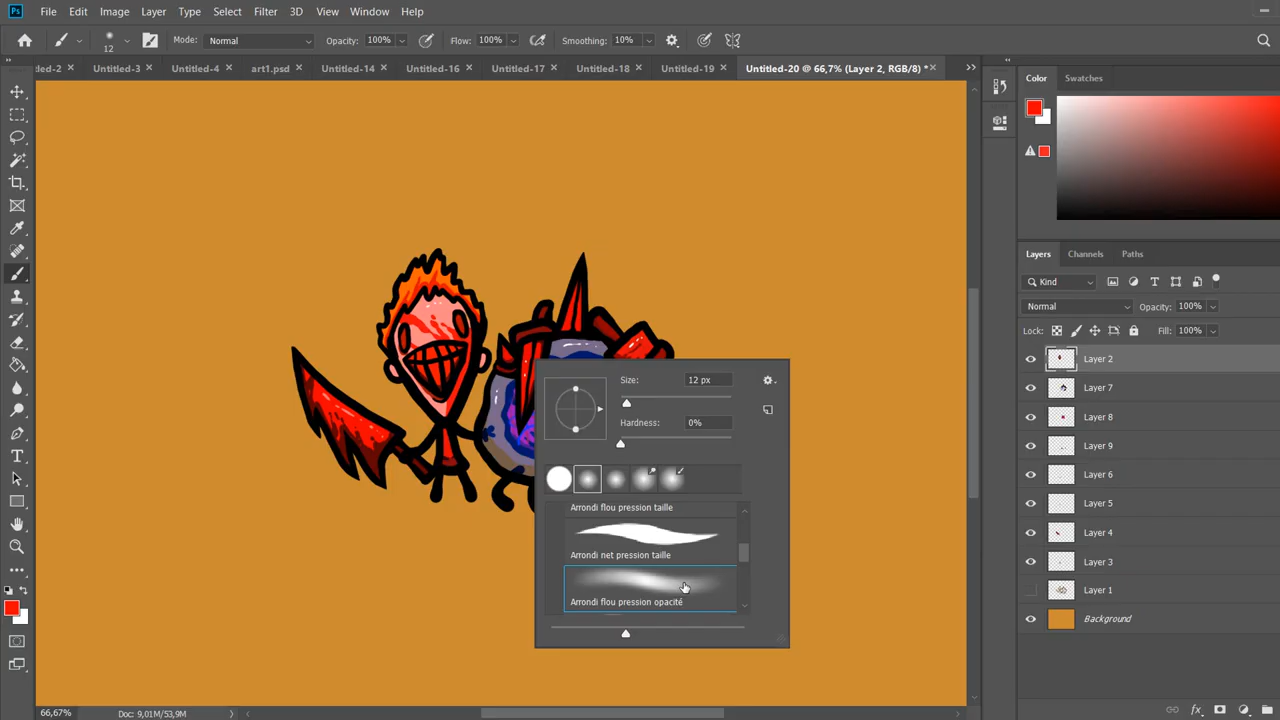 Ps File Edit Image Layer Type Select Filter 3D View Window Help
12 Mode: Normal Opacity: 100% Flow: 100% Smoothing: 10%
led-2 × Untitled-3 × Untitled-4 × art1.psd × Untitled-14 × Untitled-16 × Untitled-17 × Untitled-18 × Untitled-19 × Untitled-20 @ 66,7% (Layer 2, RGB/8) * ×
Color Swatches
Layers Channels Paths
Kind
Normal Opacity: 100%
Lock: Fill: 100%
Layer 2
Layer 7
Layer 8
Layer 9
Layer 6
Layer 5
Layer 4
Layer 3
Layer 1
Background
Size: 12 px
Hardness: 0%
Arrondi flou pression taille
Arrondi net pression taille
Arrondi flou pression opacité
66,67% Doc: 9,01M/53,9M